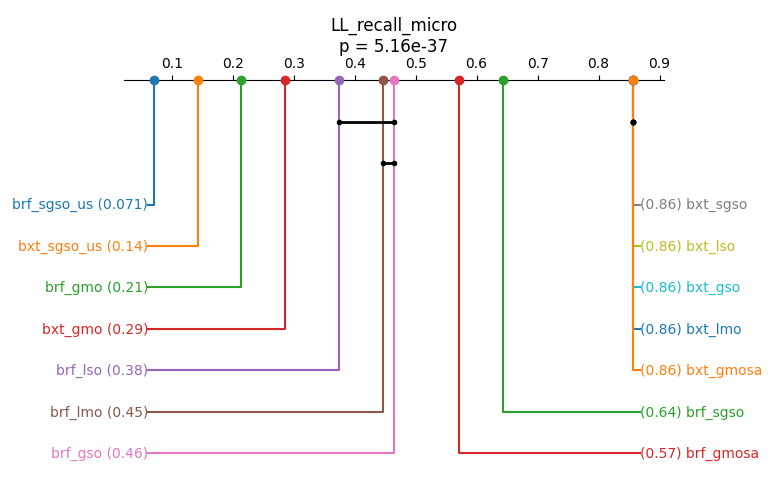 LL_recall_micro
p = 5.16e-37
0.1 0.2 0.3 0.4 0.5 0.6 0.7 0.8 0.9
brf_sgso_us (0.071) (0.86) bxt_sgso
bxt_sgso_us (0.14) (0.86) bxt_lso
brf_gmo (0.21) (0.86) bxt_gso
bxt_gmo (0.29) (0.86) bxt_lmo
brf_lso (0.38) (0.86) bxt_gmosa
brf_lmo (0.45) (0.64) brf_sgso
brf_gso (0.46) (0.57) brf_gmosa